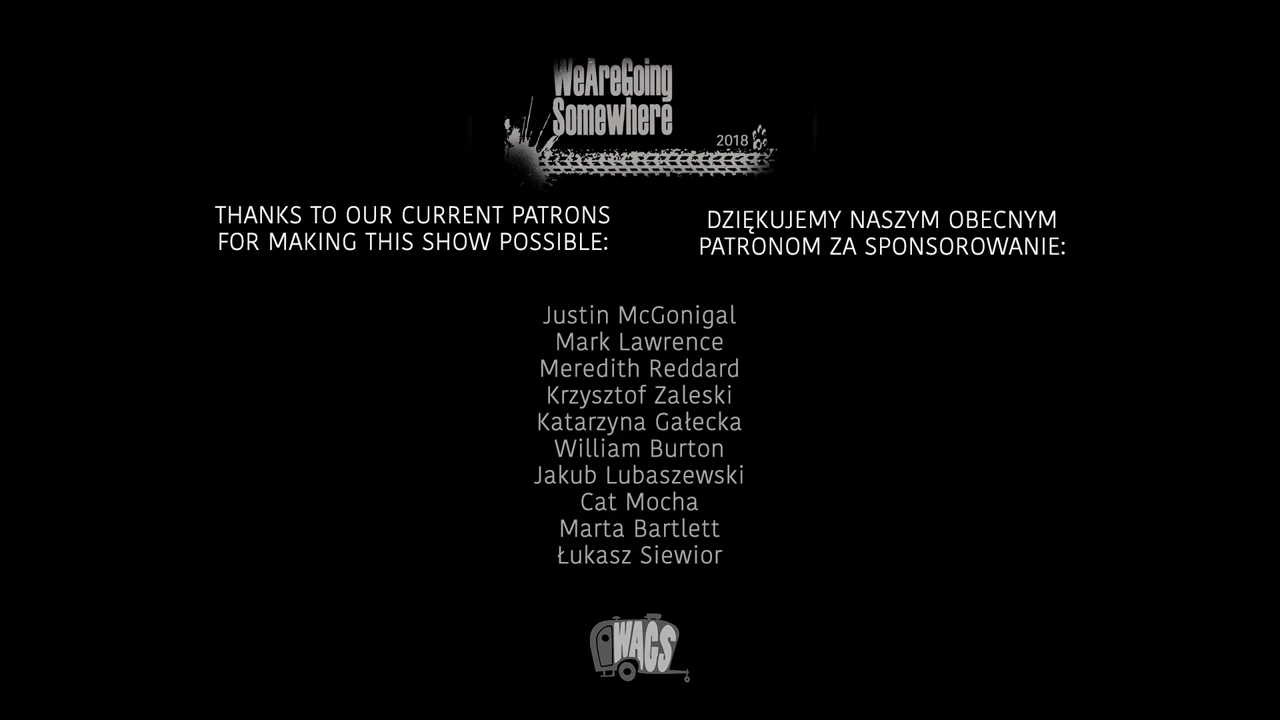 WeAreGoing
Somewhere
2018
THANKS TO OUR CURRENT PATRONS
FOR MAKING THIS SHOW POSSIBLE:
DZIĘKUJEMY NASZYM OBECNYM
PATRONOM ZA SPONSOROWANIE:
Justin McGonigal
Mark Lawrence
Meredith Reddard
Krzysztof Zaleski
Katarzyna Gałecka
William Burton
Jakub Lubaszewski
Cat Mocha
Marta Bartlett
Łukasz Siewior
WAGS